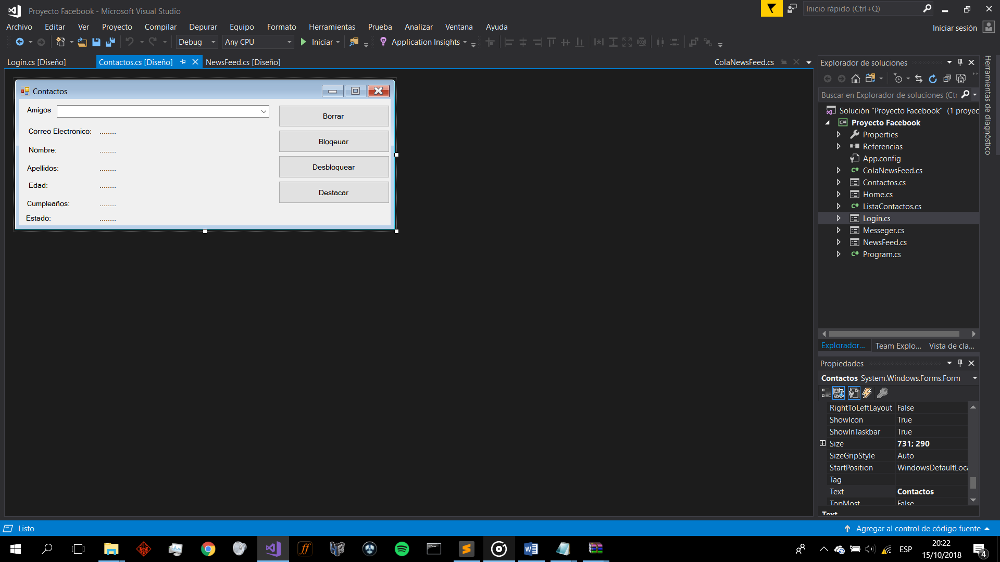 Proyecto Facebook - Microsoft Visual Studio
Inicio rápido (Ctrl+Q)
Archivo Editar Ver Proyecto Compilar Depurar Equipo Formato Herramientas Prueba Analizar Ventana Ayuda
Iniciar sesión
Debug Any CPU Iniciar Application Insights
Login.cs [Diseño] Contactos.cs [Diseño] NewsFeed.cs [Diseño] ColaNewsFeed.cs
Contactos
Amigos
Correo Electronico: ........
Nombre: ........
Apellidos: ........
Edad: ........
Cumpleaños: ........
Estado: ........
Borrar
Bloqeuar
Desbloquear
Destacar
Explorador de soluciones
Buscar en Explorador de soluciones (Ctr
Solución "Proyecto Facebook" (1 proyec
C# Proyecto Facebook
Properties
Referencias
App.config
C# ColaNewsFeed.cs
Contactos.cs
Home.cs
C# ListaContactos.cs
Login.cs
Messeger.cs
NewsFeed.cs
C# Program.cs
Explorador... Team Explo... Vista de cla...
Herramientas de diagnóstico
Propiedades
Contactos System.Windows.Forms.Form
RightToLeftLayout False
ShowIcon True
ShowInTaskbar True
Size 731; 290
SizeGripStyle Auto
StartPosition WindowsDefaultLoca
Tag
Text Contactos
TopMost False
Text
Listo
Agregar al control de código fuente
ff
ESP
20:22
15/10/2018
4